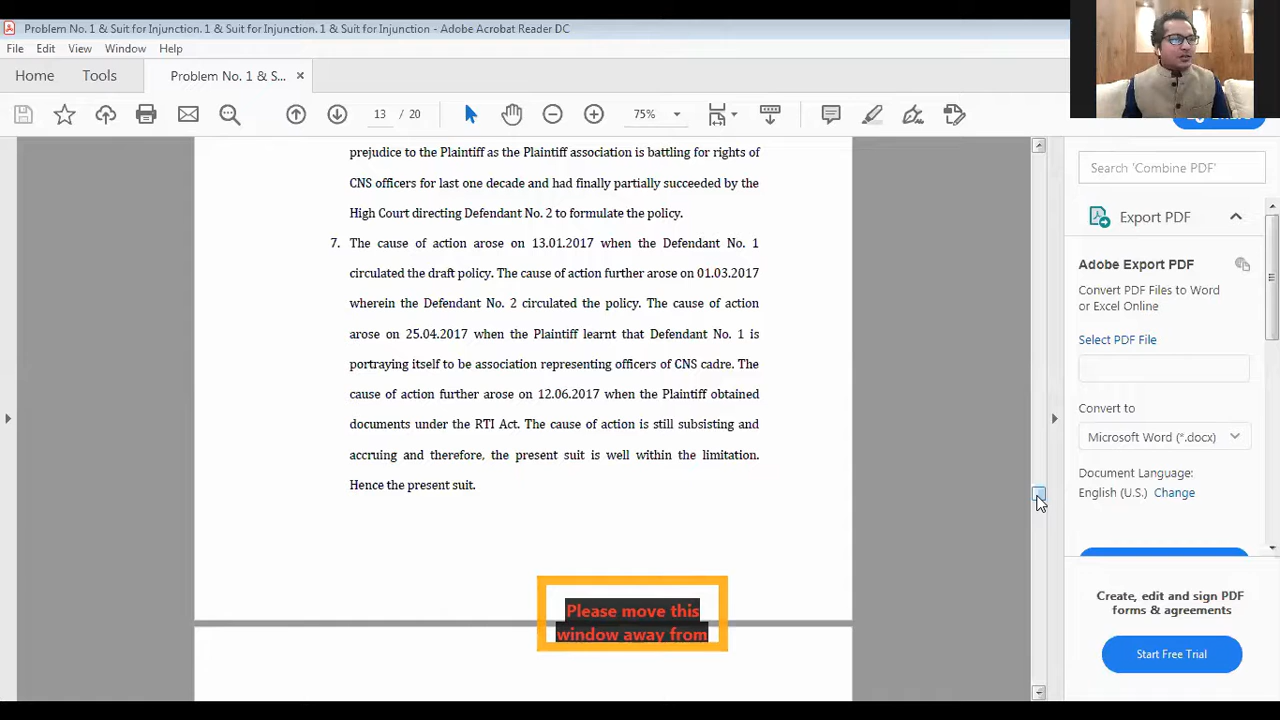 Problem No. 1 & Suit for Injunction. 1 & Suit for Injunction. 1 & Suit for Injunction - Adobe Acrobat Reader DC
File Edit View Window Help
Home Tools Problem No. 1 & S... ×
13 / 20 75%
prejudice to the Plaintiff as the Plaintiff association is battling for rights of
CNS officers for last one decade and had finally partially succeeded by the
High Court directing Defendant No. 2 to formulate the policy.
7. The cause of action arose on 13.01.2017 when the Defendant No. 1
circulated the draft policy. The cause of action further arose on 01.03.2017
wherein the Defendant No. 2 circulated the policy. The cause of action
arose on 25.04.2017 when the Plaintiff learnt that Defendant No. 1 is
portraying itself to be association representing officers of CNS cadre. The
cause of action further arose on 12.06.2017 when the Plaintiff obtained
documents under the RTI Act. The cause of action is still subsisting and
accruing and therefore, the present suit is well within the limitation.
Hence the present suit.
Please move this
window away from
Search 'Combine PDF'
Export PDF
Adobe Export PDF
Convert PDF Files to Word
or Excel Online
Select PDF File
Convert to
Microsoft Word (*.docx)
Document Language:
English (U.S.) Change
Create, edit and sign PDF
forms & agreements
Start Free Trial